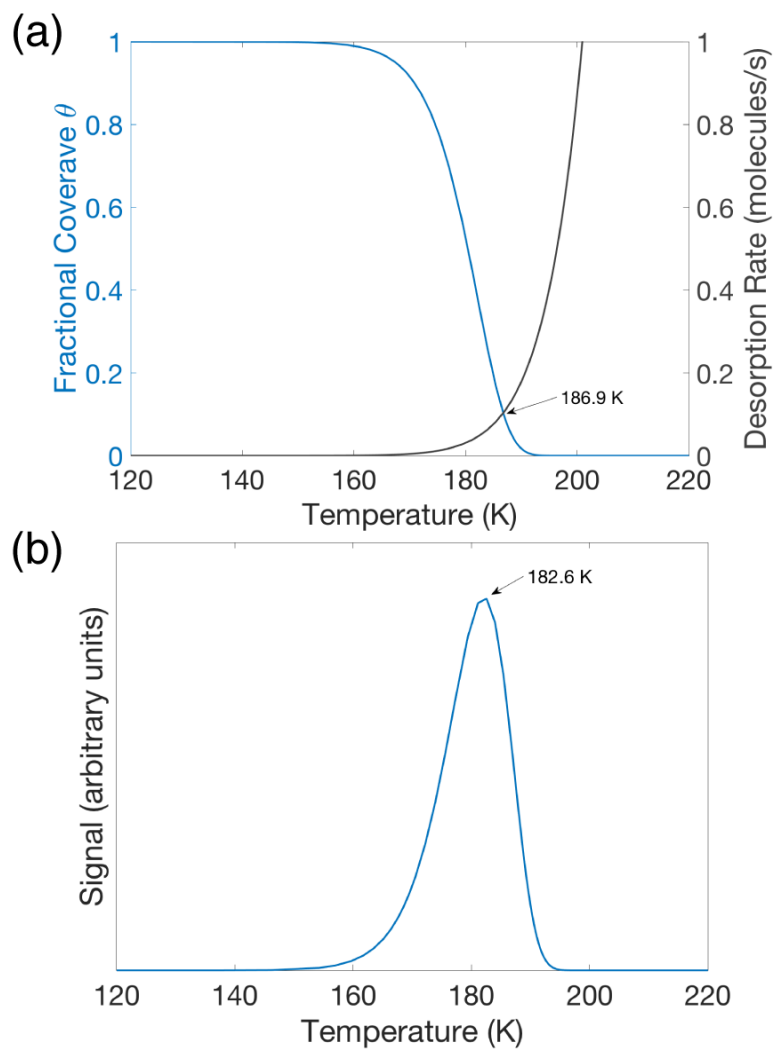 (a)
1
0.8
0.6
0.4
0.2
0
Fractional Coverave θ
1
0.8
0.6
0.4
0.2
0
Desorption Rate (molecules/s)
186.9 K
120 140 160 180 200 220
Temperature (K)
(b)
182.6 K
Signal (arbitrary units)
120 140 160 180 200 220
Temperature (K)